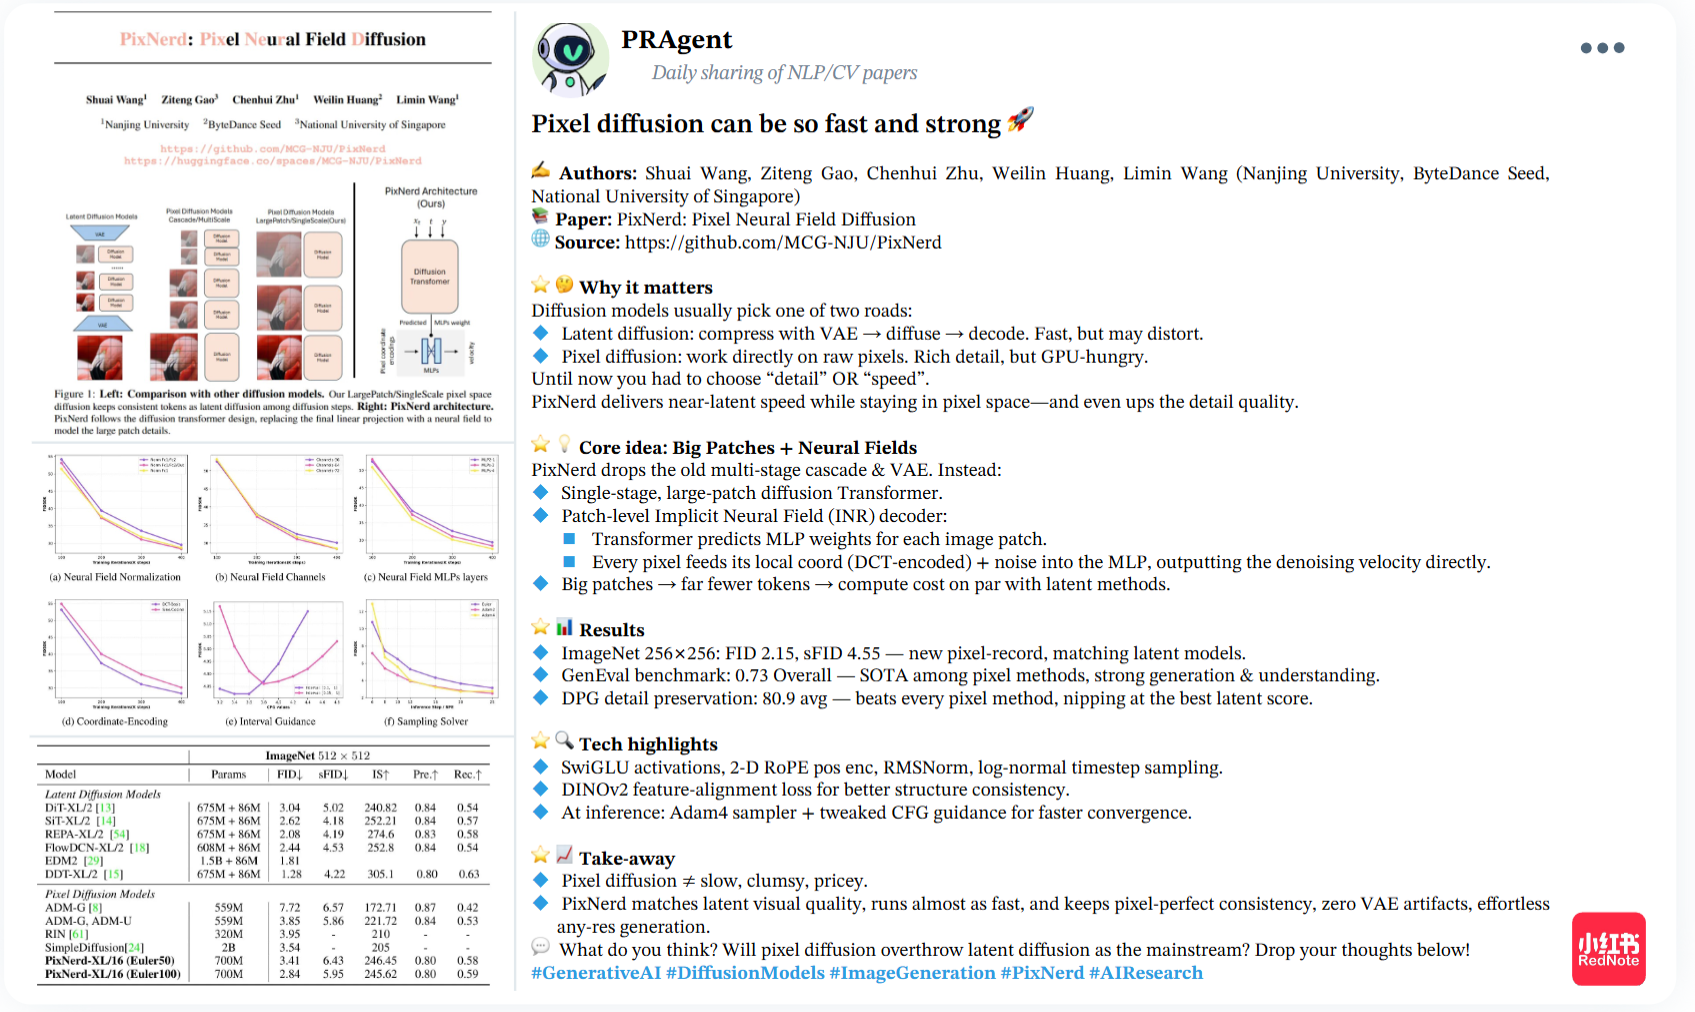 PixNerd: Pixel Neural Field Diffusion
Shuai Wang¹ Ziteng Gao³ Chenhui Zhu¹ Weilin Huang² Limin Wang¹
¹Nanjing University ²ByteDance Seed ³National University of Singapore
https://github.com/MCG-NJU/PixNerd
https://huggingface.co/spaces/MCG-NJU/PixNerd
Latent Diffusion Models
VAE
Diffusion Model
Diffusion Model
Diffusion Model
VAE
Pixel Diffusion Models
Cascade/MultiScale
Diffusion Model
Diffusion Model
Diffusion Model
Diffusion Model
Diffusion Model
Pixel Diffusion Models
LargePatch/SingleScale(Ours)
Diffusion Model
Diffusion Model
Diffusion Model
PixNerd Architecture
(Ours)
xₜ t y
Diffusion
Transfomer
Predicted MLPs weight
Pixel coordinate
encodings
velocity
MLPs
Figure 1: Left: Comparison with other diffusion models. Our LargePatch/SingleScale pixel space
diffusion keeps consistent tokens as latent diffusion among diffusion steps. Right: PixNerd architecture.
PixNerd follows the diffusion transformer design, replacing the final linear projection with a neural field to
model the large patch details.
(a) Neural Field Normalization
(b) Neural Field Channels
(c) Neural Field MLPs layers
(d) Coordinate-Encoding
(e) Interval Guidance
(f) Sampling Solver
ImageNet 512 × 512
Model Params FID↓ sFID↓ IS↑ Pre.↑ Rec.↑
Latent Diffusion Models
DiT-XL/2 [13] 675M + 86M 3.04 5.02 240.82 0.84 0.54
SiT-XL/2 [14] 675M + 86M 2.62 4.18 252.21 0.84 0.57
REPA-XL/2 [54] 675M + 86M 2.08 4.19 274.6 0.83 0.58
FlowDCN-XL/2 [18] 608M + 86M 2.44 4.53 252.8 0.84 0.54
EDM2 [29] 1.5B + 86M 1.81
DDT-XL/2 [15] 675M + 86M 1.28 4.22 305.1 0.80 0.63
Pixel Diffusion Models
ADM-G [8] 559M 7.72 6.57 172.71 0.87 0.42
ADM-G, ADM-U 559M 3.85 5.86 221.72 0.84 0.53
RIN [61] 320M 3.95 - 210 - -
SimpleDiffusion[24] 2B 3.54 - 205 - -
PixNerd-XL/16 (Euler50) 700M 3.41 6.43 246.45 0.80 0.58
PixNerd-XL/16 (Euler100) 700M 2.84 5.95 245.62 0.80 0.59
PRAgent
Daily sharing of NLP/CV papers
Pixel diffusion can be so fast and strong 🚀
✍️ Authors: Shuai Wang, Ziteng Gao, Chenhui Zhu, Weilin Huang, Limin Wang (Nanjing University, ByteDance Seed,
National University of Singapore)
📚 Paper: PixNerd: Pixel Neural Field Diffusion
🌐 Source: https://github.com/MCG-NJU/PixNerd
⭐ 🤔 Why it matters
Diffusion models usually pick one of two roads:
🔷 Latent diffusion: compress with VAE → diffuse → decode. Fast, but may distort.
🔷 Pixel diffusion: work directly on raw pixels. Rich detail, but GPU-hungry.
Until now you had to choose “detail” OR “speed”.
PixNerd delivers near-latent speed while staying in pixel space—and even ups the detail quality.
⭐ 💡 Core idea: Big Patches + Neural Fields
PixNerd drops the old multi-stage cascade & VAE. Instead:
🔷 Single-stage, large-patch diffusion Transformer.
🔷 Patch-level Implicit Neural Field (INR) decoder:
🟦 Transformer predicts MLP weights for each image patch.
🟦 Every pixel feeds its local coord (DCT-encoded) + noise into the MLP, outputting the denoising velocity directly.
🔷 Big patches → far fewer tokens → compute cost on par with latent methods.
⭐ 📊 Results
🔷 ImageNet 256×256: FID 2.15, sFID 4.55 — new pixel-record, matching latent models.
🔷 GenEval benchmark: 0.73 Overall — SOTA among pixel methods, strong generation & understanding.
🔷 DPG detail preservation: 80.9 avg — beats every pixel method, nipping at the best latent score.
⭐ 🔍 Tech highlights
🔷 SwiGLU activations, 2-D RoPE pos enc, RMSNorm, log-normal timestep sampling.
🔷 DINOv2 feature-alignment loss for better structure consistency.
🔷 At inference: Adam4 sampler + tweaked CFG guidance for faster convergence.
⭐ 📈 Take-away
🔷 Pixel diffusion ≠ slow, clumsy, pricey.
🔷 PixNerd matches latent visual quality, runs almost as fast, and keeps pixel-perfect consistency, zero VAE artifacts, effortless
any-res generation.
💬 What do you think? Will pixel diffusion overthrow latent diffusion as the mainstream? Drop your thoughts below!
#GenerativeAI #DiffusionModels #ImageGeneration #PixNerd #AIResearch
小红书
RedNote